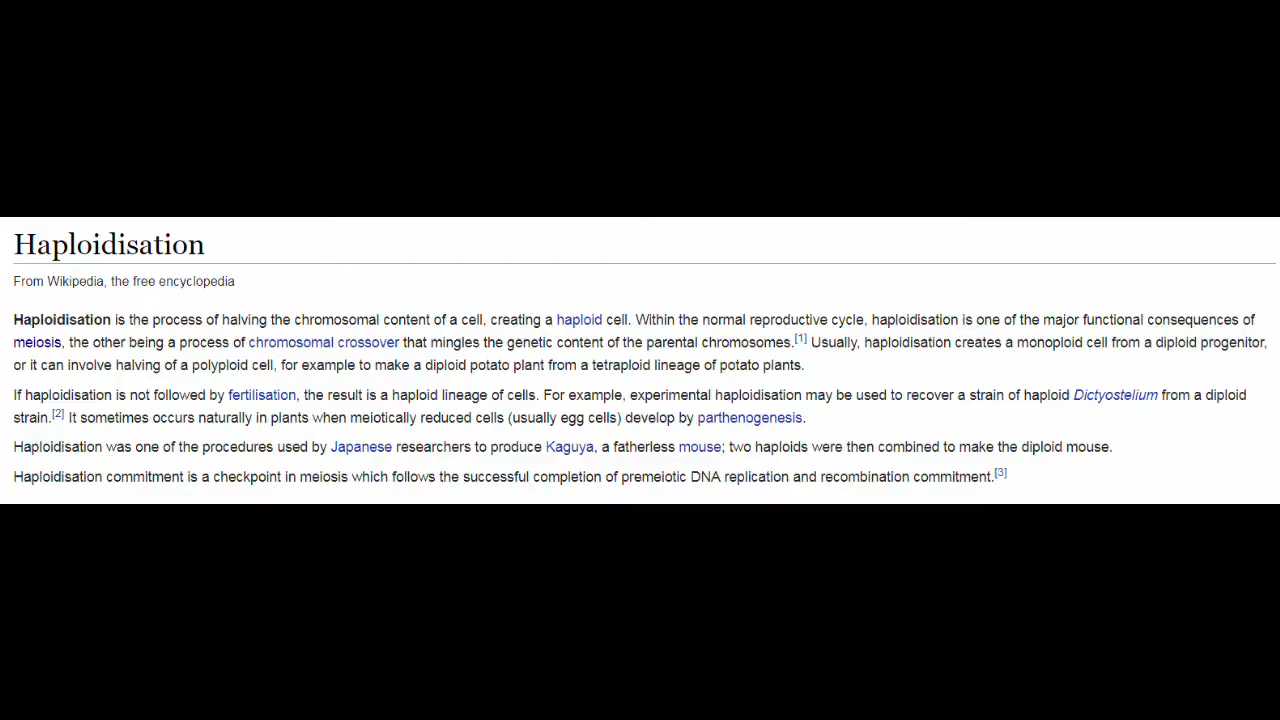 Haploidisation
From Wikipedia, the free encyclopedia
Haploidisation is the process of halving the chromosomal content of a cell, creating a haploid cell. Within the normal reproductive cycle, haploidisation is one of the major functional consequences of
meiosis, the other being a process of chromosomal crossover that mingles the genetic content of the parental chromosomes.[1] Usually, haploidisation creates a monoploid cell from a diploid progenitor,
or it can involve halving of a polyploid cell, for example to make a diploid potato plant from a tetraploid lineage of potato plants.
If haploidisation is not followed by fertilisation, the result is a haploid lineage of cells. For example, experimental haploidisation may be used to recover a strain of haploid Dictyostelium from a diploid
strain.[2] It sometimes occurs naturally in plants when meiotically reduced cells (usually egg cells) develop by parthenogenesis.
Haploidisation was one of the procedures used by Japanese researchers to produce Kaguya, a fatherless mouse; two haploids were then combined to make the diploid mouse.
Haploidisation commitment is a checkpoint in meiosis which follows the successful completion of premeiotic DNA replication and recombination commitment.[3]